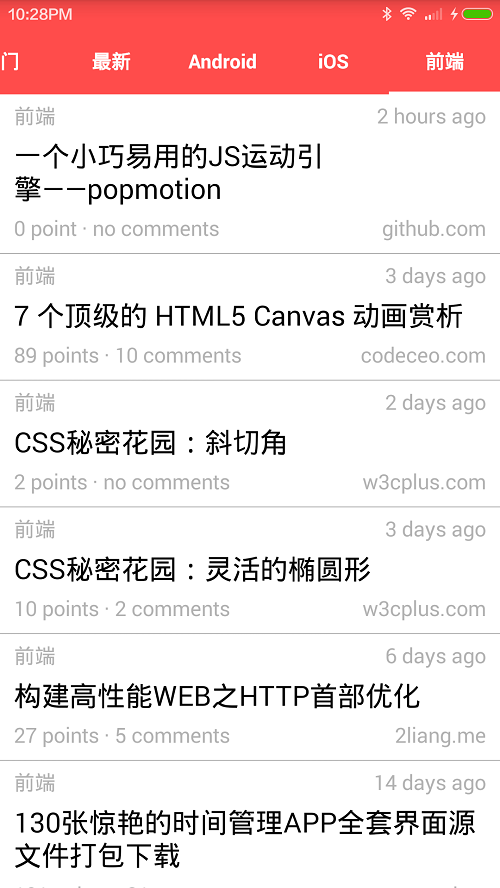 10:28PM
门 最新 Android iOS 前端
前端 2 hours ago
一个小巧易用的JS运动引
擎——popmotion
0 point · no comments github.com
前端 3 days ago
7 个顶级的 HTML5 Canvas 动画赏析
89 points · 10 comments codeceo.com
前端 2 days ago
CSS秘密花园：斜切角
2 points · no comments w3cplus.com
前端 3 days ago
CSS秘密花园：灵活的椭圆形
10 points · 2 comments w3cplus.com
前端 6 days ago
构建高性能WEB之HTTP首部优化
27 points · 5 comments 2liang.me
前端 14 days ago
130张惊艳的时间管理APP全套界面源
文件打包下载